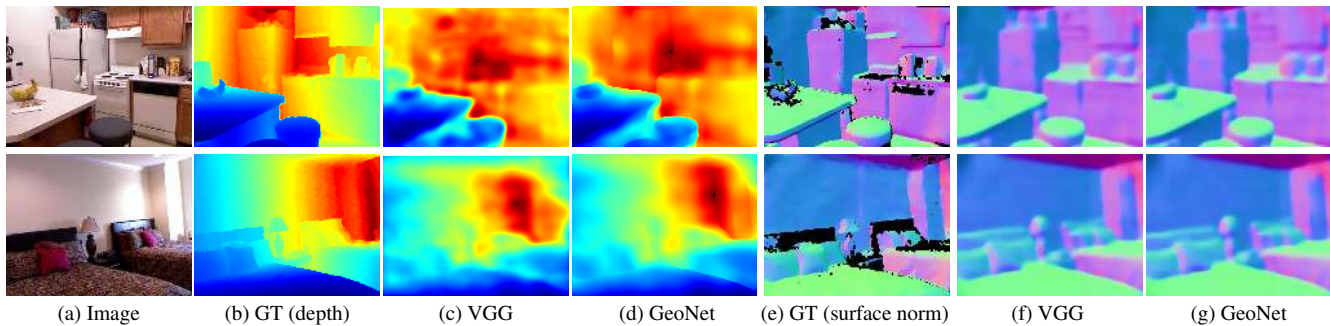 (a) Image (b) GT (depth) (c) VGG (d) GeoNet (e) GT (surface norm) (f) VGG (g) GeoNet